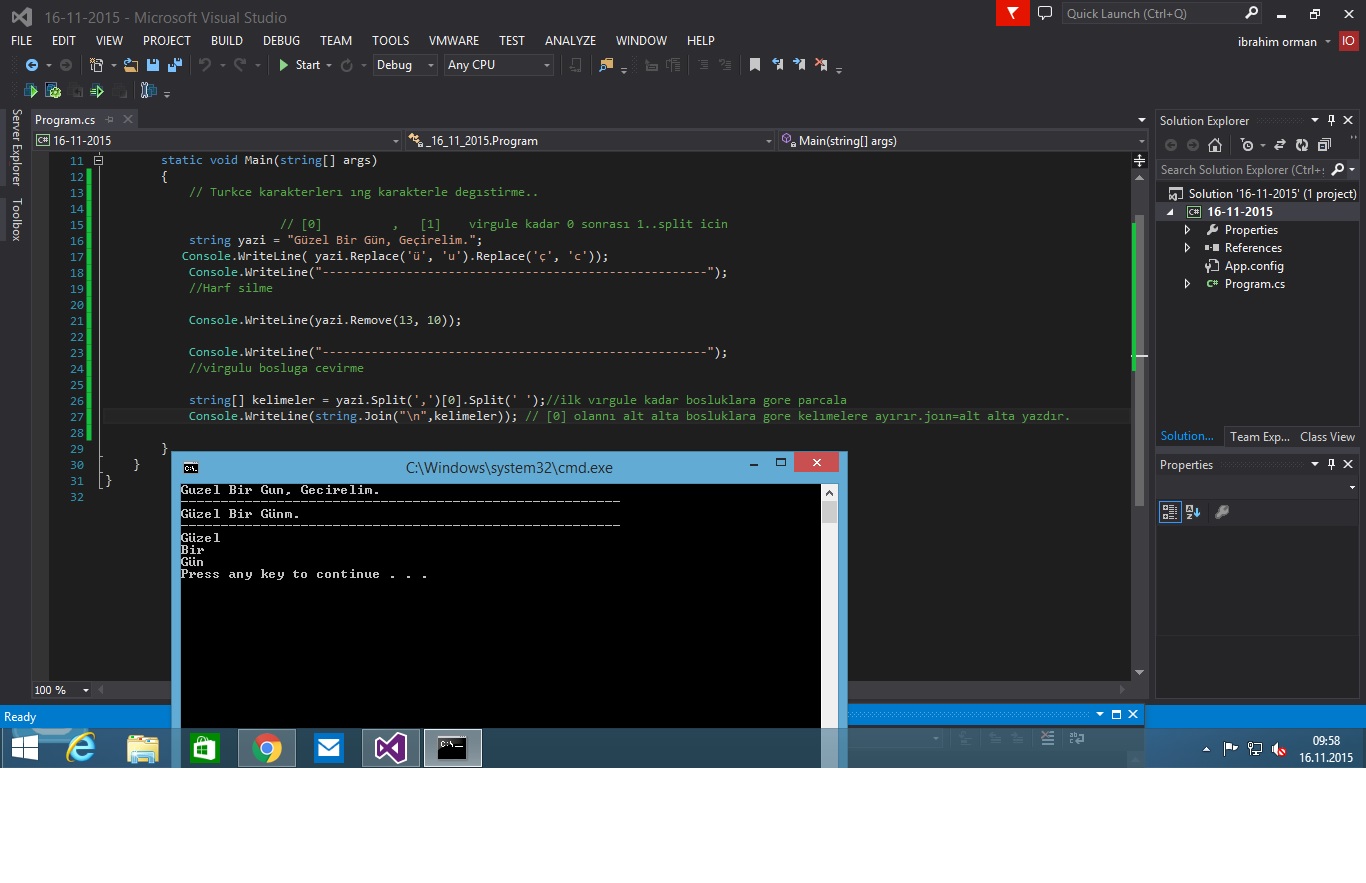 16-11-2015 - Microsoft Visual Studio
Quick Launch (Ctrl+Q)
FILE EDIT VIEW PROJECT BUILD DEBUG TEAM TOOLS VMWARE TEST ANALYZE WINDOW HELP
ibrahim orman
IO
Start
Debug
Any CPU
Server Explorer
Toolbox
Program.cs
16-11-2015
_16_11_2015.Program
Main(string[] args)
11 static void Main(string[] args)
12 {
13 // Turkce karakterlerı ıng karakterle degıstirme..
14
15 // [0] , [1] virgule kadar 0 sonrası 1..split icin
16 string yazi = "Güzel Bir Gün, Geçirelim.";
17 Console.WriteLine( yazi.Replace('ü', 'u').Replace('ç', 'c'));
18 Console.WriteLine("-------------------------------------------------------");
19 //Harf silme
20
21 Console.WriteLine(yazi.Remove(13, 10));
22
23 Console.WriteLine("-------------------------------------------------------");
24 //virgulu bosluga cevirme
25
26 string[] kelimeler = yazi.Split(',')[0].Split(' ');//ilk vırgule kadar bosluklara gore parcala
27 Console.WriteLine(string.Join("\n",kelimeler)); // [0] olannı alt alta bosluklara gore kelımelere ayırır.joın=alt alta yazdır.
28
29 }
30 }
31 }
32
100 %
Ready
C:\Windows\system32\cmd.exe
Guzel Bir Gun, Gecirelim.
-------------------------------------------------------
Güzel Bir Günm.
-------------------------------------------------------
Güzel
Bir
Gün
Press any key to continue . . .
Solution Explorer
Search Solution Explorer (Ctrl+;
Solution '16-11-2015' (1 project)
16-11-2015
Properties
References
App.config
Program.cs
Solution... Team Exp... Class View
Properties
09:58
16.11.2015